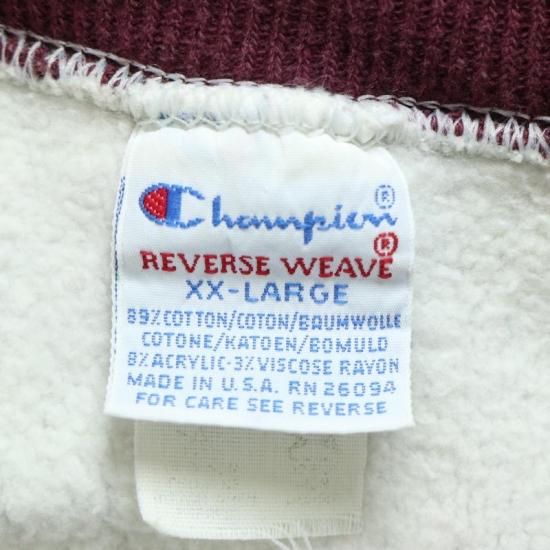 Champion®
REVERSE WEAVE®
XX-LARGE
89% COTTON/COTON/BAUMWOLLE
COTONE/KATOEN/BOMULD
8% ACRYLIC·3% VISCOSE RAYON
MADE IN U.S.A. RN 26094
FOR CARE SEE REVERSE